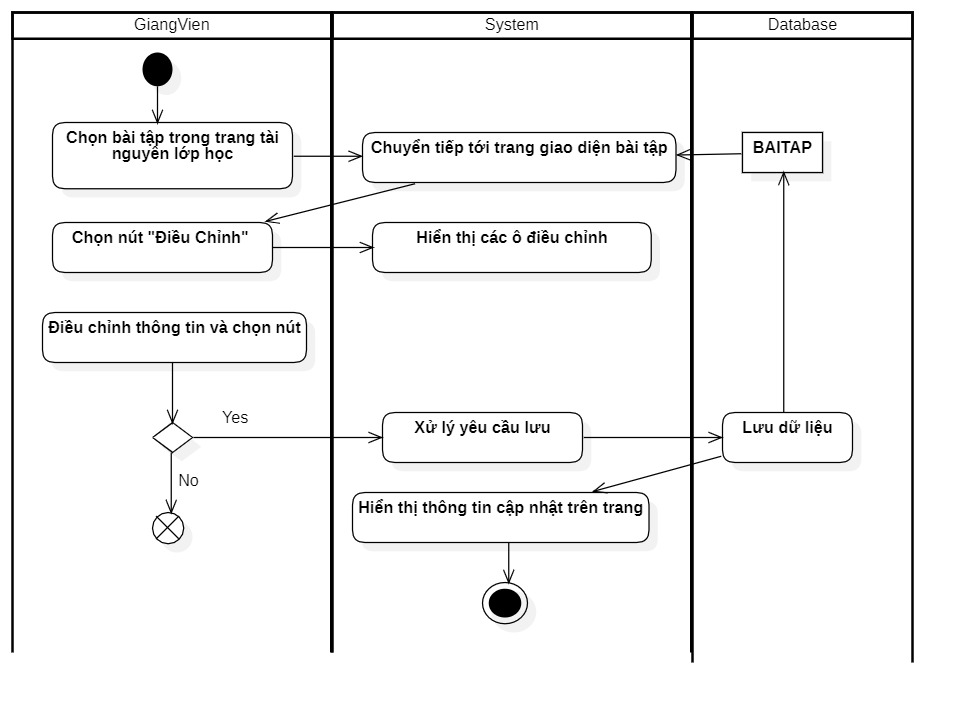 GiangVien
System
Database
Chọn bài tập trong trang tài
nguyên lớp học
Chuyển tiếp tới trang giao diện bài tập
BAITAP
Chọn nút "Điều Chỉnh"
Hiển thị các ô điều chỉnh
Điều chỉnh thông tin và chọn nút
Yes
Xử lý yêu cầu lưu
Lưu dữ liệu
No
Hiển thị thông tin cập nhật trên trang